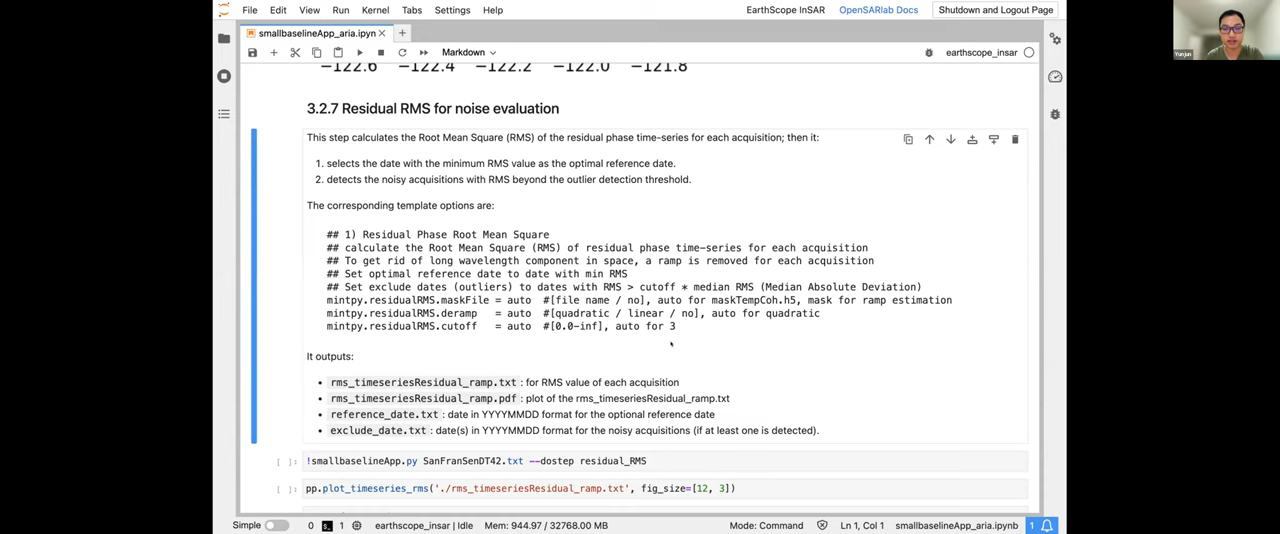 File Edit View Run Kernel Tabs Settings Help EarthScope InSAR OpenSARlab Docs Shutdown and Logout Page
smallbaselineApp_aria.ipyn
Markdown earthscope_insar
−122.6 −122.4 −122.2 −122.0 −121.8
3.2.7 Residual RMS for noise evaluation
This step calculates the Root Mean Square (RMS) of the residual phase time-series for each acquisition; then it:
1. selects the date with the minimum RMS value as the optimal reference date.
2. detects the noisy acquisitions with RMS beyond the outlier detection threshold.
The corresponding template options are:
## 1) Residual Phase Root Mean Square
## calculate the Root Mean Square (RMS) of residual phase time-series for each acquisition
## To get rid of long wavelength component in space, a ramp is removed for each acquisition
## Set optimal reference date to date with min RMS
## Set exclude dates (outliers) to dates with RMS > cutoff * median RMS (Median Absolute Deviation)
mintpy.residualRMS.maskFile = auto #[file name / no], auto for maskTempCoh.h5, mask for ramp estimation
mintpy.residualRMS.deramp = auto #[quadratic / linear / no], auto for quadratic
mintpy.residualRMS.cutoff = auto #[0.0-inf], auto for 3
It outputs:
• rms_timeseriesResidual_ramp.txt : for RMS value of each acquisition
• rms_timeseriesResidual_ramp.pdf : plot of the rms_timeseriesResidual_ramp.txt
• reference_date.txt : date in YYYYMMDD format for the optional reference date
• exclude_date.txt : date(s) in YYYYMMDD format for the noisy acquisitions (if at least one is detected).
[ ]: !smallbaselineApp.py SanFranSenDT42.txt --dostep residual_RMS
[ ]: pp.plot_timeseries_rms('./rms_timeseriesResidual_ramp.txt', fig_size=[12, 3])
Simple 0 1 earthscope_insar | Idle Mem: 944.97 / 32768.00 MB Mode: Command Ln 1, Col 1 smallbaselineApp_aria.ipynb 1
Yunjun